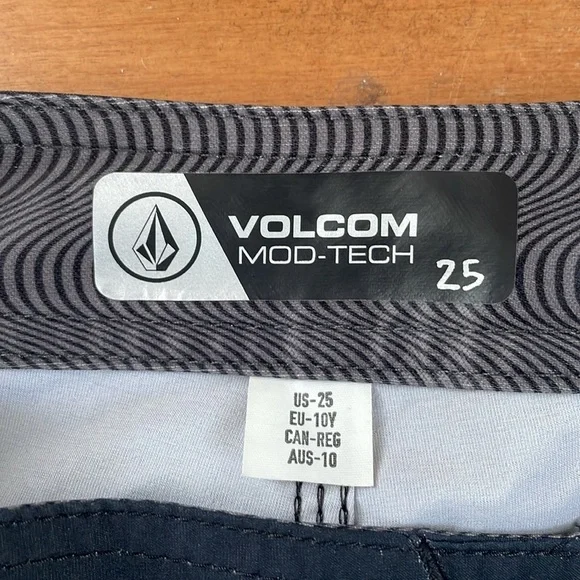 VOLCOM
MOD-TECH
25
US-25
EU-10Y
CAN-REG
AUS-10